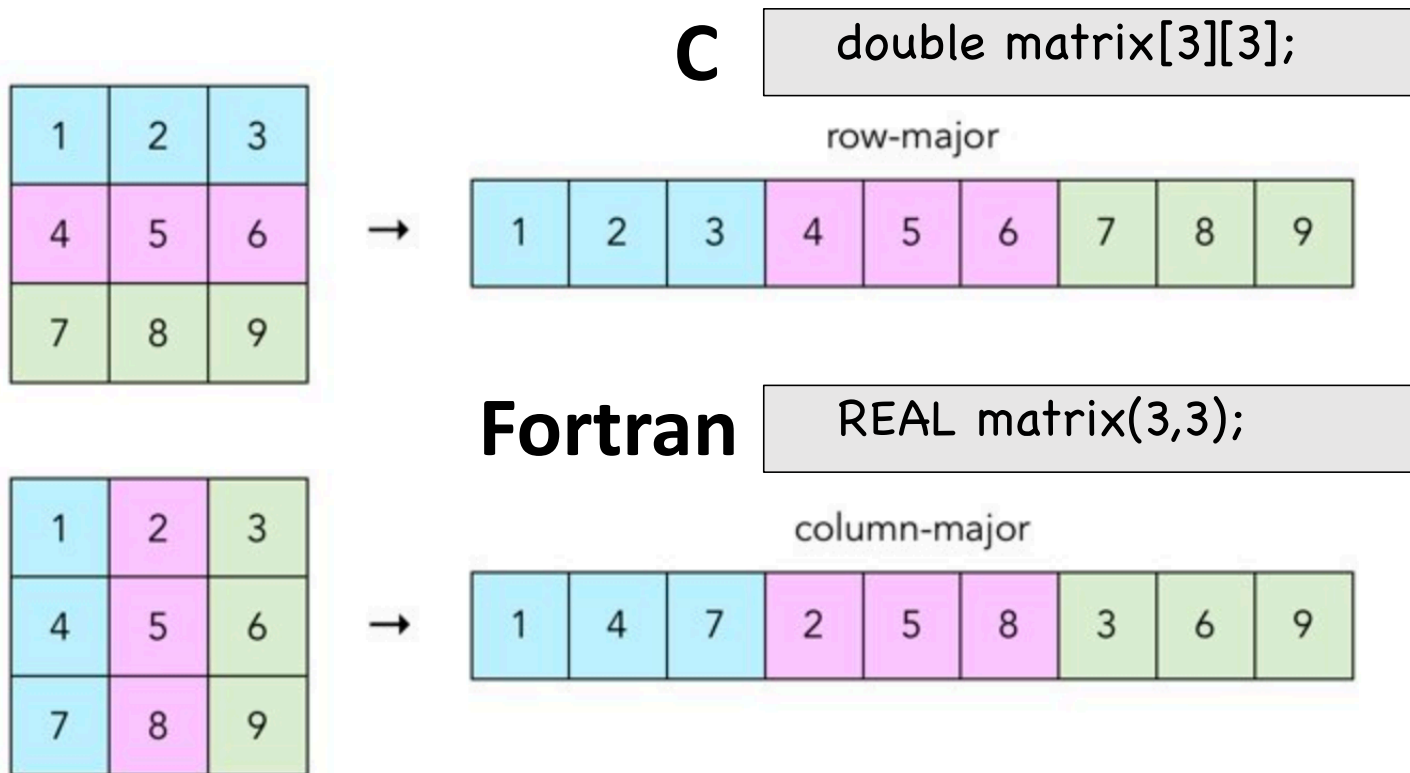 C double matrix[3][3];
row-major
1 2 3
4 5 6
7 8 9
→ 1 2 3 4 5 6 7 8 9
Fortran REAL matrix(3,3);
column-major
1 2 3
4 5 6
7 8 9
→ 1 4 7 2 5 8 3 6 9